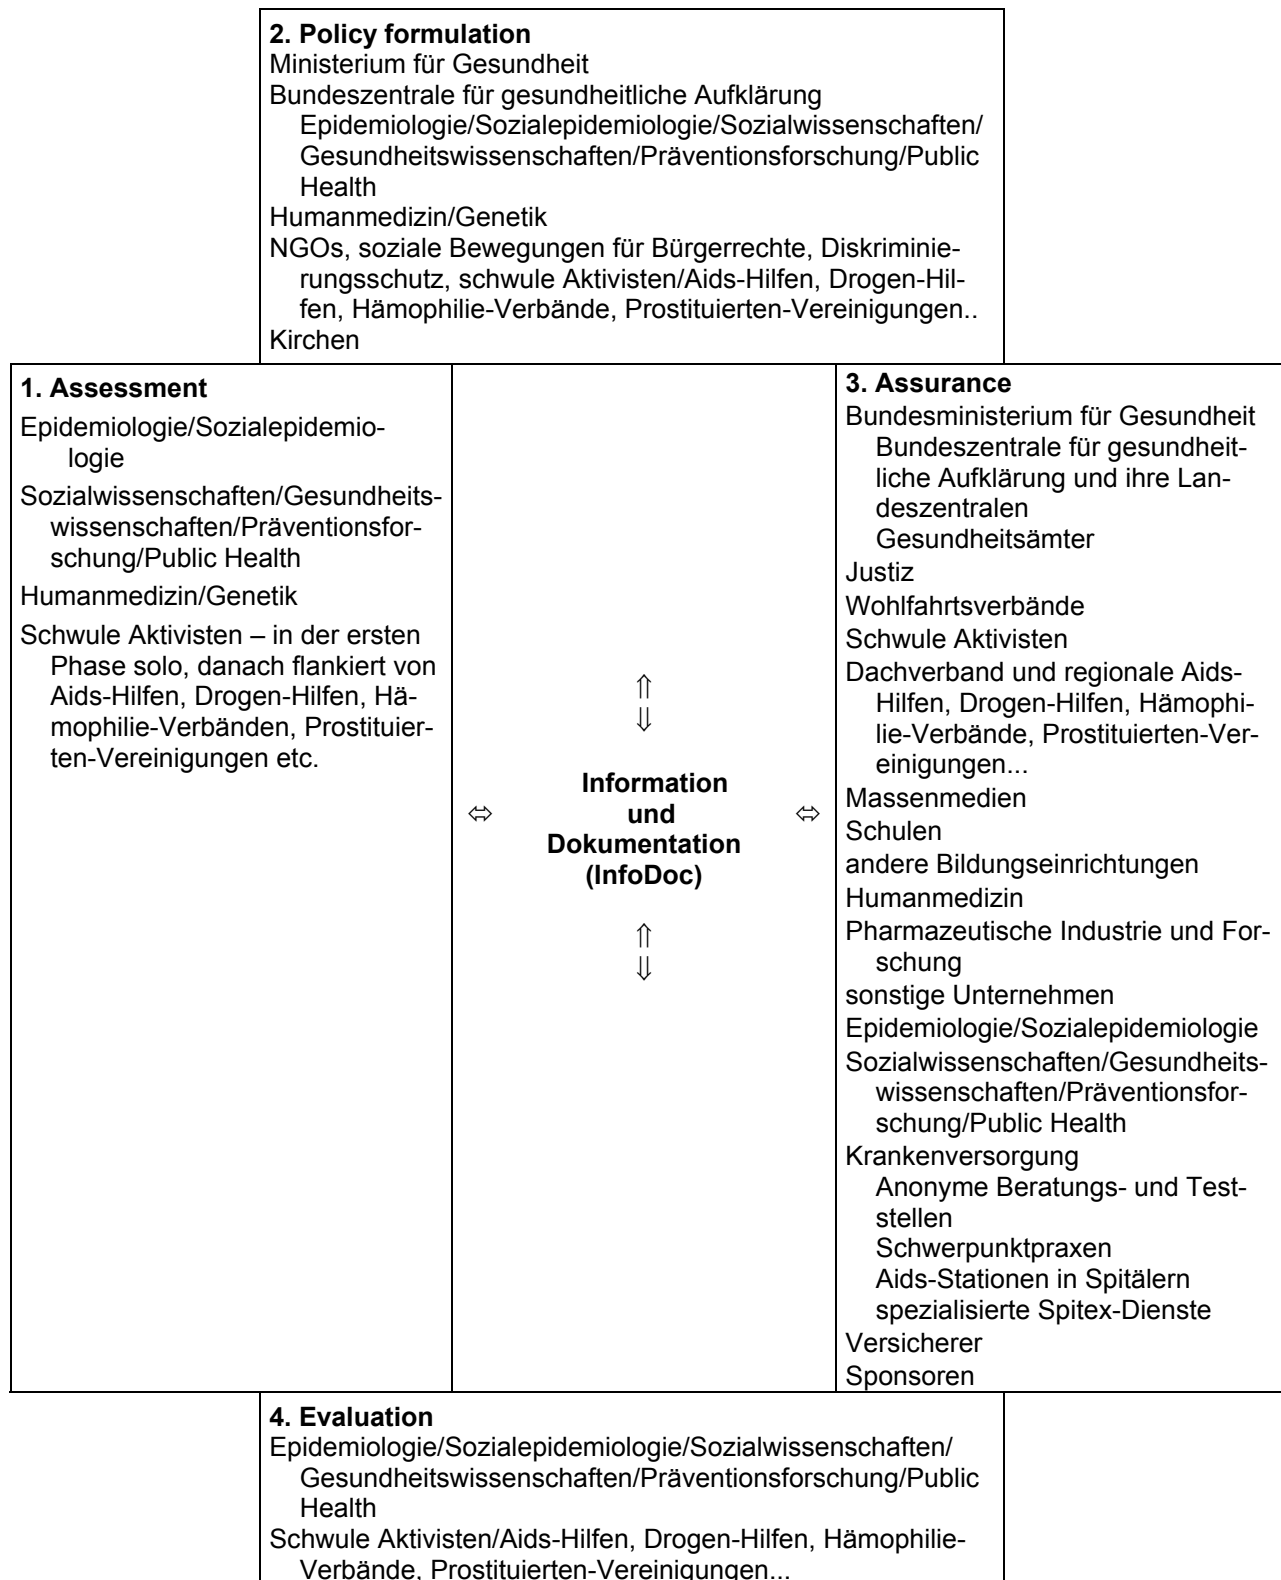 2. Policy formulation
Ministerium für Gesundheit
Bundeszentrale für gesundheitliche Aufklärung
Epidemiologie/Sozialepidemiologie/Sozialwissenschaften/
Gesundheitswissenschaften/Präventionsforschung/Public
Health
Humanmedizin/Genetik
NGOs, soziale Bewegungen für Bürgerrechte, Diskriminie-
rungsschutz, schwule Aktivisten/Aids-Hilfen, Drogen-Hil-
fen, Hämophilie-Verbände, Prostituierten-Vereinigungen..
Kirchen
1. Assessment
Epidemiologie/Sozialepidemio-
logie
Sozialwissenschaften/Gesundheits-
wissenschaften/Präventionsfor-
schung/Public Health
Humanmedizin/Genetik
Schwule Aktivisten – in der ersten
Phase solo, danach flankiert von
Aids-Hilfen, Drogen-Hilfen, Hä-
mophilie-Verbänden, Prostituier-
ten-Vereinigungen etc.
⇑
⇓
Information
⇔ und ⇔
Dokumentation
(InfoDoc)
⇑
⇓
3. Assurance
Bundesministerium für Gesundheit
Bundeszentrale für gesundheit-
liche Aufklärung und ihre Lan-
deszentralen
Gesundheitsämter
Justiz
Wohlfahrtsverbände
Schwule Aktivisten
Dachverband und regionale Aids-
Hilfen, Drogen-Hilfen, Hämophi-
lie-Verbände, Prostituierten-Ver-
einigungen...
Massenmedien
Schulen
andere Bildungseinrichtungen
Humanmedizin
Pharmazeutische Industrie und For-
schung
sonstige Unternehmen
Epidemiologie/Sozialepidemiologie
Sozialwissenschaften/Gesundheits-
wissenschaften/Präventionsfor-
schung/Public Health
Krankenversorgung
Anonyme Beratungs- und Test-
stellen
Schwerpunktpraxen
Aids-Stationen in Spitälern
spezialisierte Spitex-Dienste
Versicherer
Sponsoren
4. Evaluation
Epidemiologie/Sozialepidemiologie/Sozialwissenschaften/
Gesundheitswissenschaften/Präventionsforschung/Public
Health
Schwule Aktivisten/Aids-Hilfen, Drogen-Hilfen, Hämophilie-
Verbände, Prostituierten-Vereinigungen...